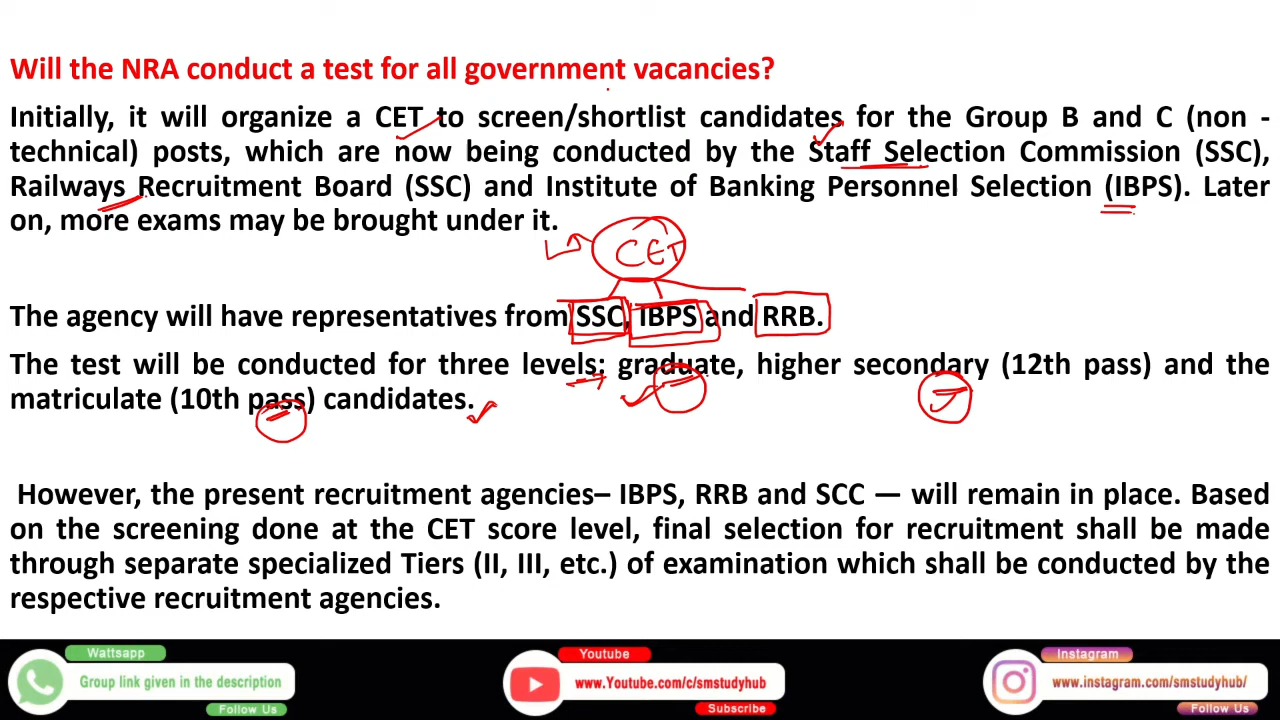 Will the NRA conduct a test for all government vacancies?
Initially, it will organize a CET to screen/shortlist candidates for the Group B and C (non -
technical) posts, which are now being conducted by the Staff Selection Commission (SSC),
Railways Recruitment Board (SSC) and Institute of Banking Personnel Selection (IBPS). Later
on, more exams may be brought under it.
CET
The agency will have representatives from SSC, IBPS and RRB.
The test will be conducted for three levels: graduate, higher secondary (12th pass) and the
matriculate (10th pass) candidates.
However, the present recruitment agencies– IBPS, RRB and SCC — will remain in place. Based
on the screening done at the CET score level, final selection for recruitment shall be made
through separate specialized Tiers (II, III, etc.) of examination which shall be conducted by the
respective recruitment agencies.
Wattsapp
Group link given in the description
Follow Us
Youtube
www.Youtube.com/c/smstudyhub
Subscribe
Instagram
www.instagram.com/smstudyhub/
Follow Us